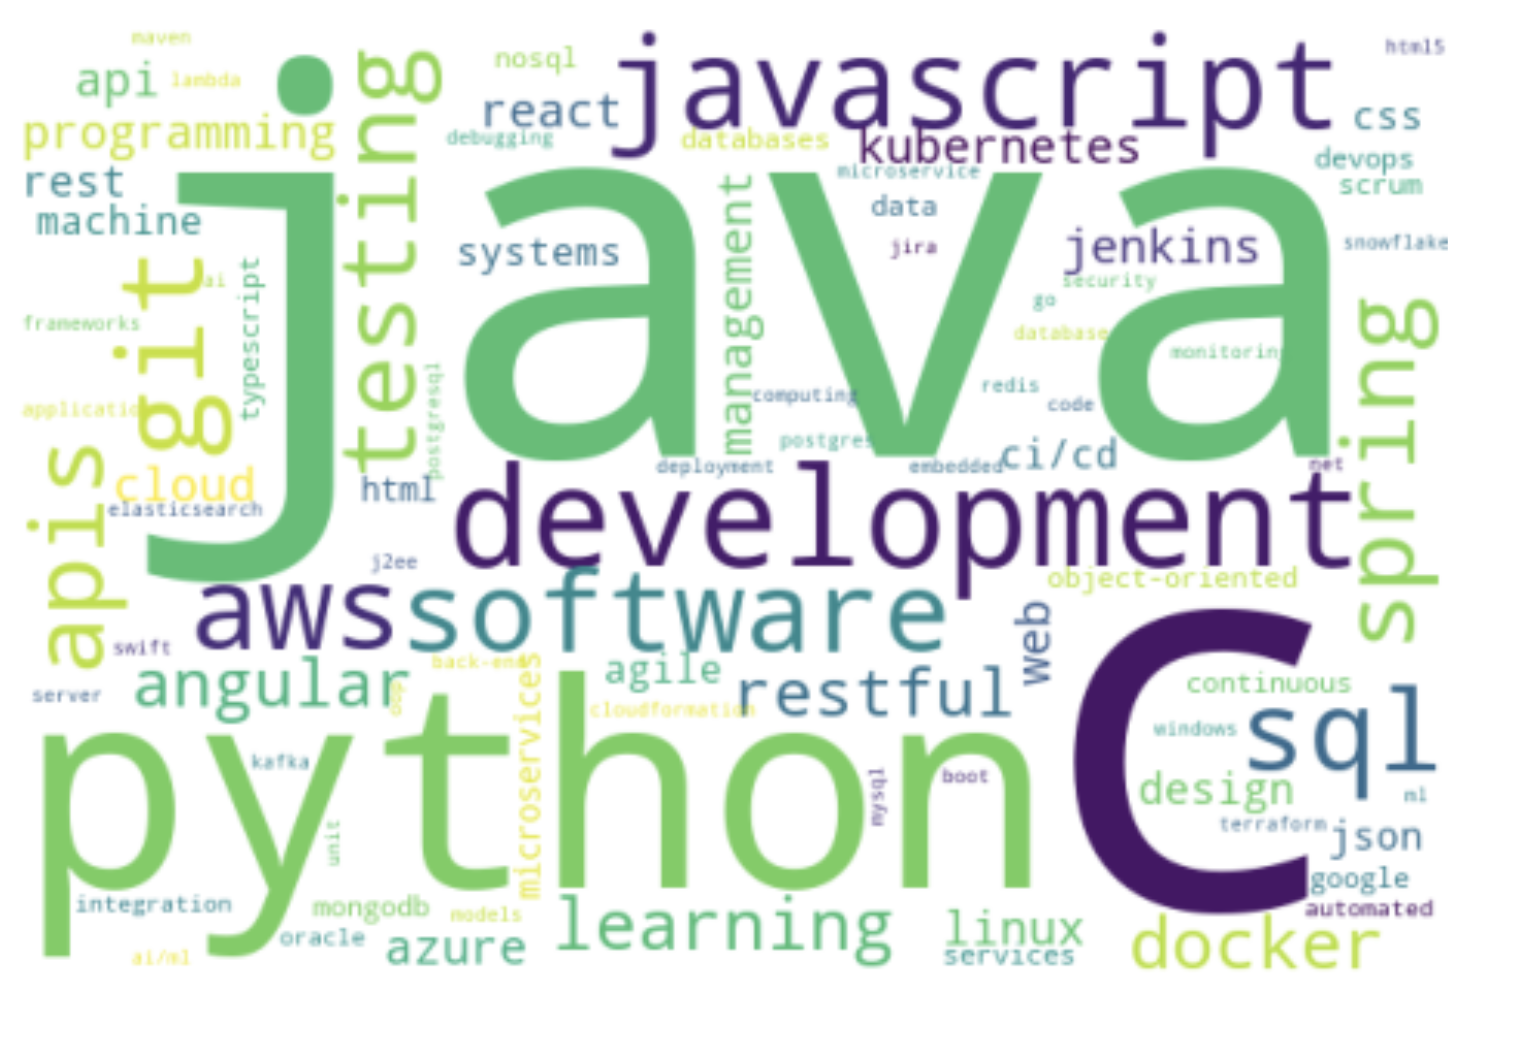 maven
api
lambda
programming
rest
machine
testing
nosql
react
debugging
javascript
databases
kubernetes
html5
css
devops
scrum
java
microservice
data
jira
systems
management
jenkins
snowflake
security
go
database
monitoring
ai
git
typescript
frameworks
application
postgresql
computing
redis
code
postgres
ci/cd
spring
apis
cloud
elasticsearch
html
deployment
embedded
net
development
j2ee
object-oriented
aws
software
web
swift
server
angular
back-end
oop
agile
cloudformation
restful
C
continuous
sql
windows
python
kafka
microservices
mysql
boot
design
ml
terraform
json
unit
google
automated
integration
mongodb
models
oracle
azure
learning
linux
services
docker
ai/ml